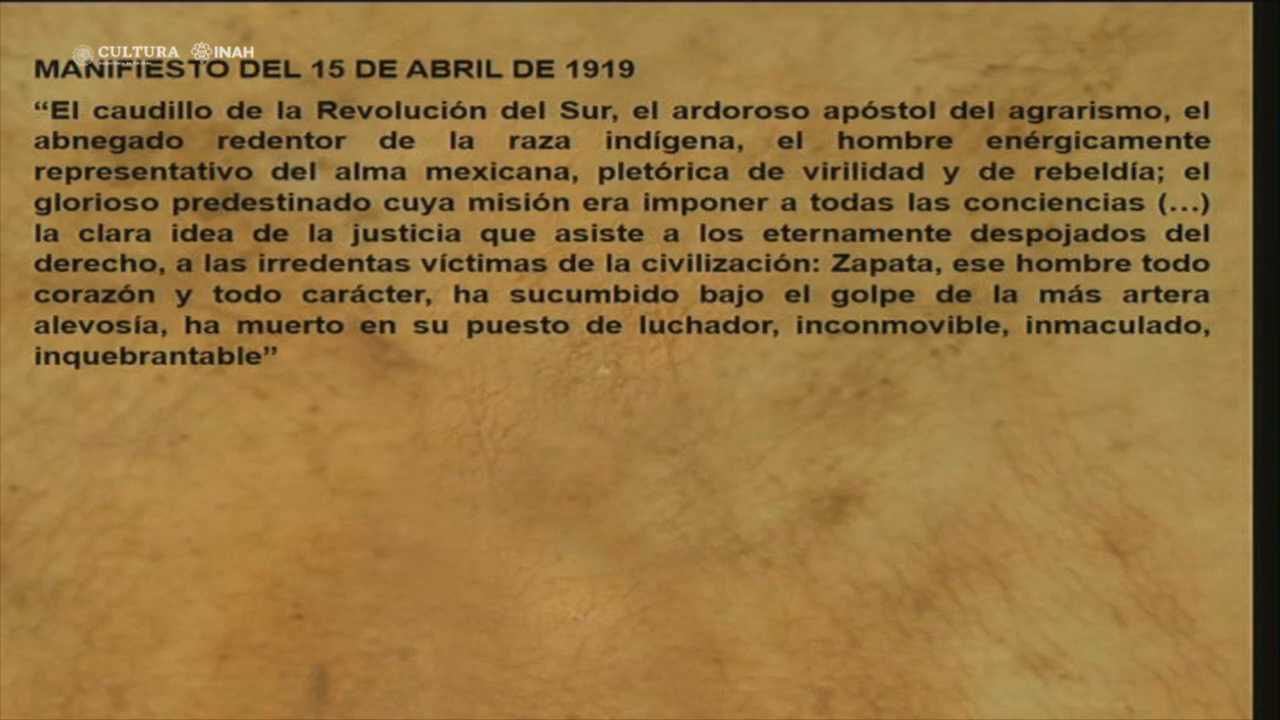 CULTURA INAH
MANIFIESTO DEL 15 DE ABRIL DE 1919
“El caudillo de la Revolución del Sur, el ardoroso apóstol del agrarismo, el
abnegado redentor de la raza indígena, el hombre enérgicamente
representativo del alma mexicana, pletórica de virilidad y de rebeldía; el
glorioso predestinado cuya misión era imponer a todas las conciencias (…)
la clara idea de la justicia que asiste a los eternamente despojados del
derecho, a las irredentas víctimas de la civilización: Zapata, ese hombre todo
corazón y todo carácter, ha sucumbido bajo el golpe de la más artera
alevosía, ha muerto en su puesto de luchador, inconmovible, inmaculado,
inquebrantable”